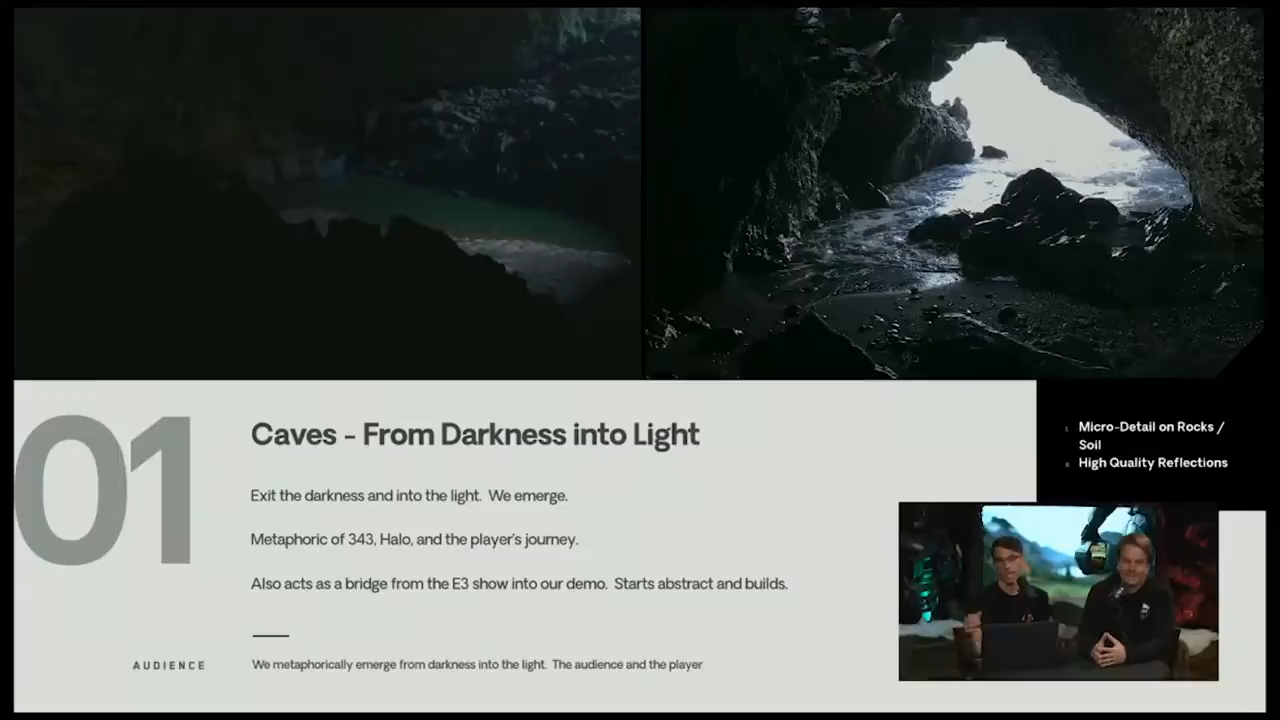 01
Caves - From Darkness into Light
Exit the darkness and into the light. We emerge.
Metaphoric of 343, Halo, and the player's journey.
Also acts as a bridge from the E3 show into our demo. Starts abstract and builds.
AUDIENCE
We metaphorically emerge from darkness into the light. The audience and the player
Micro-Detail on Rocks /
Soil
High Quality Reflections